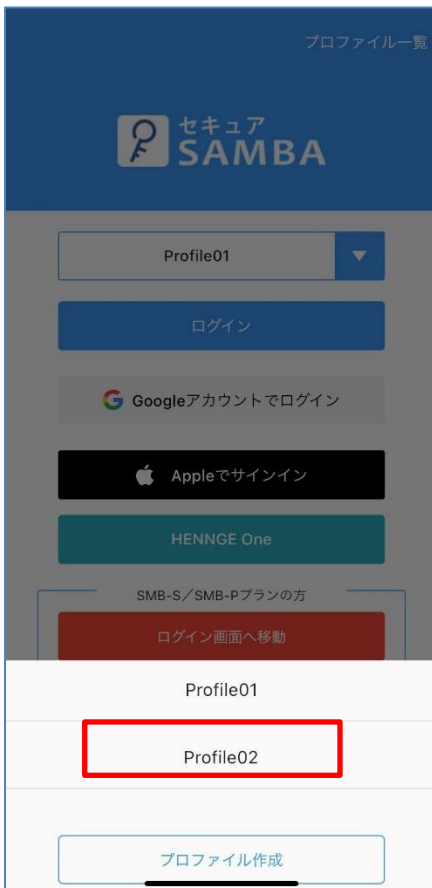 プロファイル一覧
セキュア
SAMBA
Profile01
ログイン
Googleアカウントでログイン
Appleでサインイン
HENNGE One
SMB-S／SMB-Pプランの方
ログイン画面へ移動
Profile01
Profile02
プロファイル作成